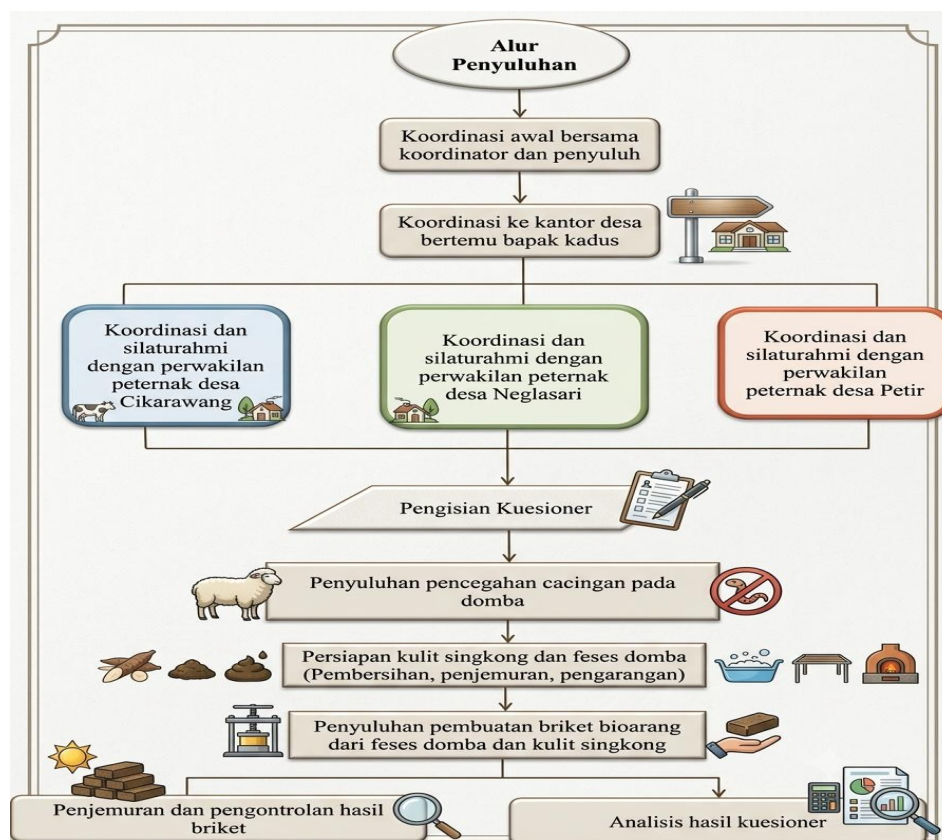 Alur
Penyuluhan
Koordinasi awal bersama
koordinator dan penyuluh
Koordinasi ke kantor desa
bertemu bapak kadus
Koordinasi dan
silaturahmi
dengan perwakilan
peternak desa
Cikarawang
Koordinasi dan
silaturahmi dengan
perwakilan peternak
desa Neglasari
Koordinasi dan
silaturahmi dengan
perwakilan
peternak desa Petir
Pengisian Kuesioner
Penyuluhan pencegahan cacingan pada
domba
Persiapan kulit singkong dan feses domba
(Pembersihan, penjemuran, pengarangan)
Penyuluhan pembuatan briket bioarang
dari feses domba dan kulit singkong
Penjemuran dan pengontrolan hasil
briket
Analisis hasil kuesioner